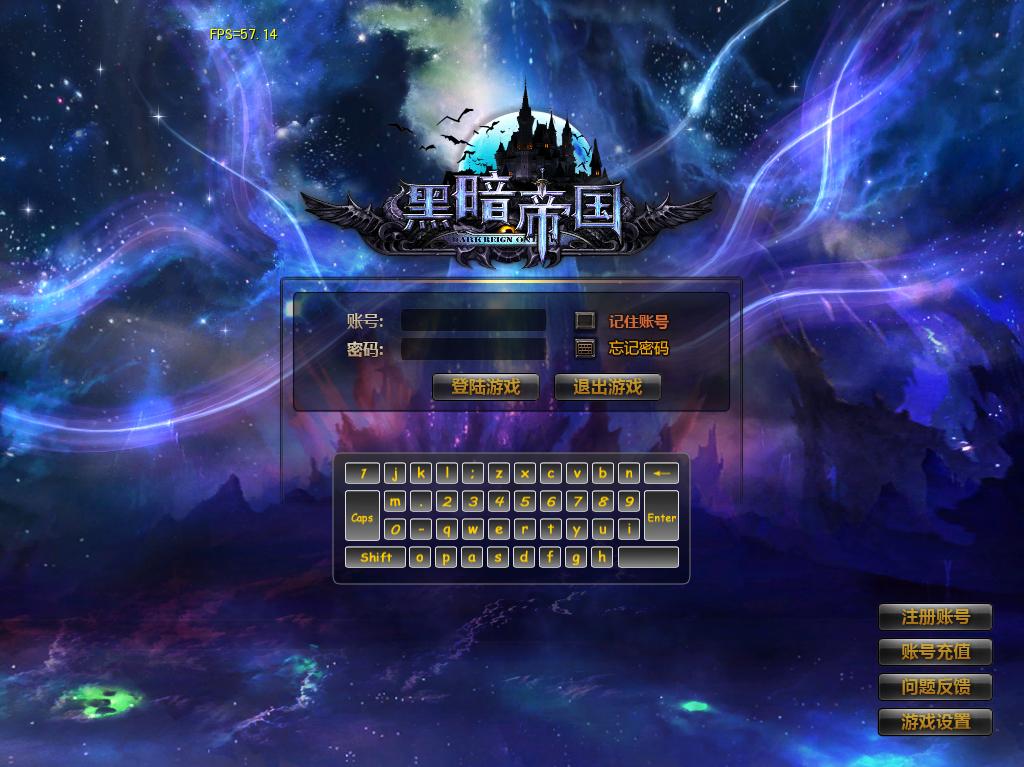 FPS=57.14
黑暗帝国
DARK REIGN ON
账号: 记住账号
密码: 忘记密码
登陆游戏 退出游戏
1 j k l ; z x c v b n ←
Caps m . 2 3 4 5 6 7 8 9 Enter
0 - q w e r t y u i
Shift o p a s d f g h
注册账号
账号充值
问题反馈
游戏设置